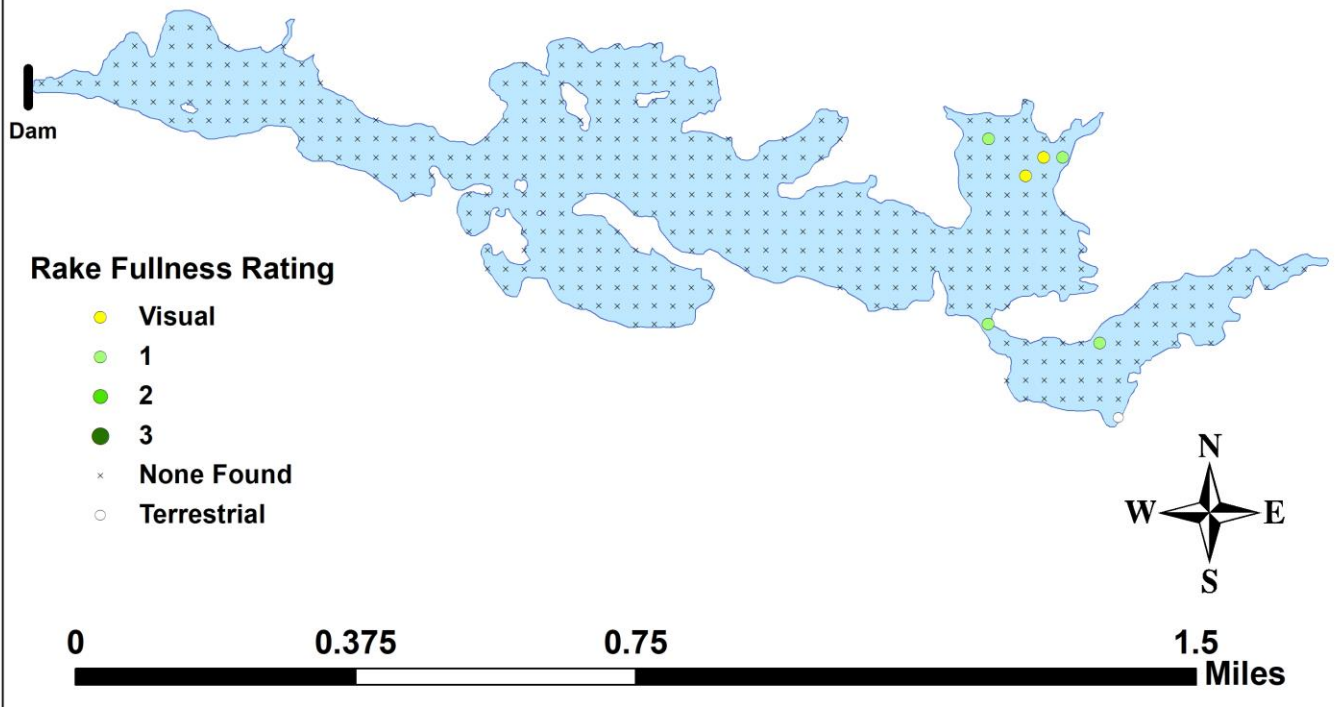 Dam
Rake Fullness Rating
Visual
1
2
3
None Found
Terrestrial
N
W E
S
0 0.375 0.75 1.5
Miles